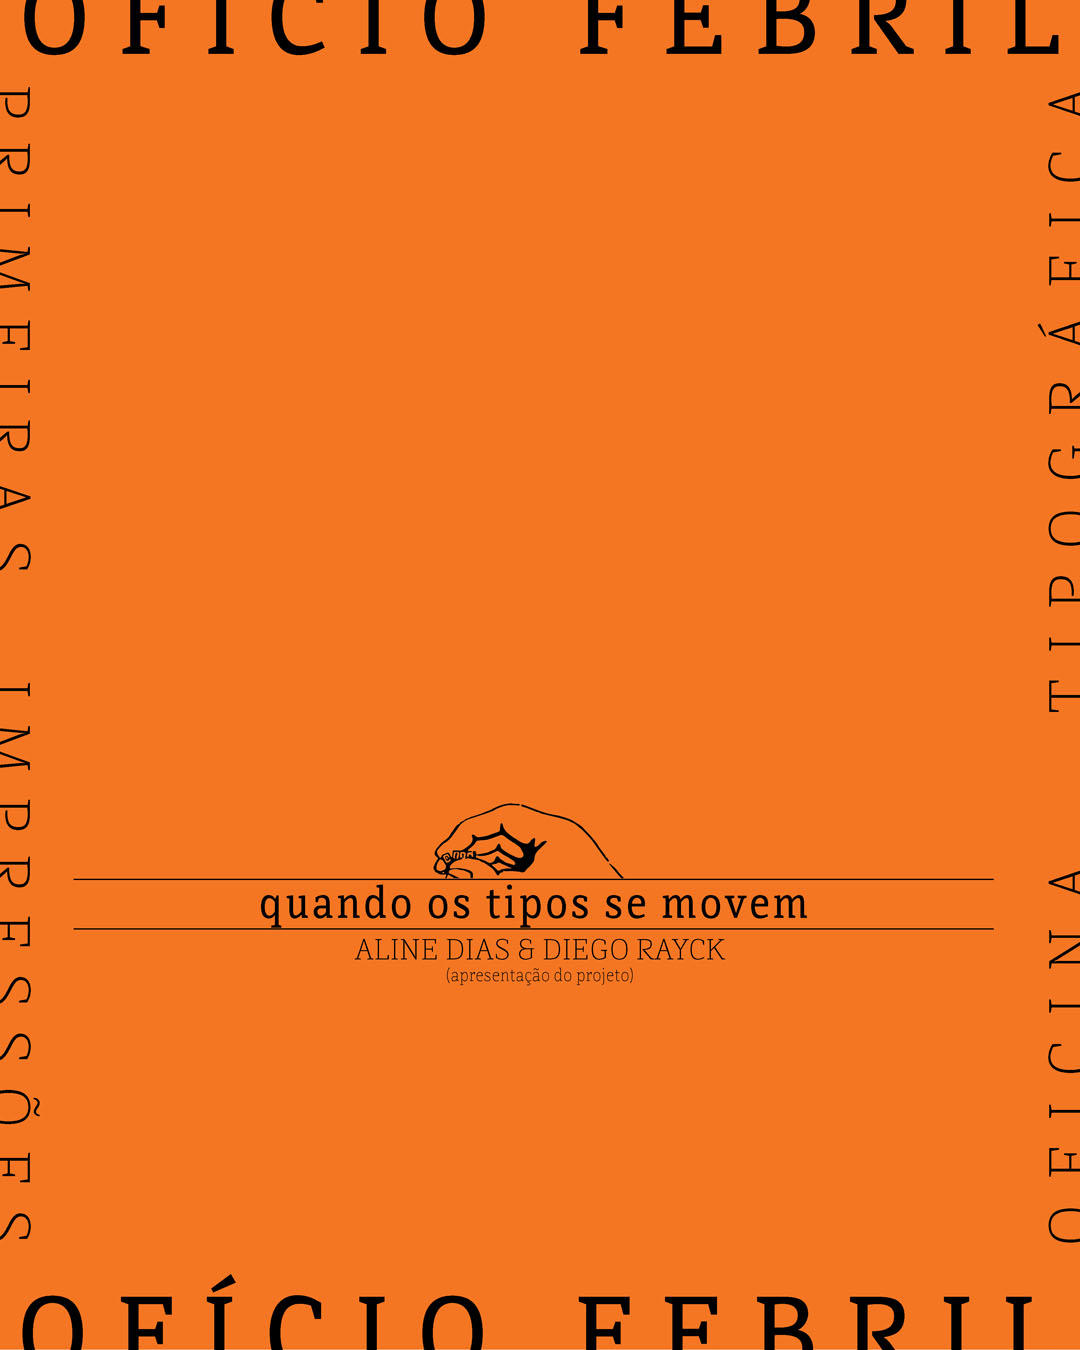 OFÍCIO FEBRIL
PRIMEIRAS IMPRESSÕES
OFICINA TIPOGRÁFICA
quando os tipos se movem
ALINE DIAS & DIEGO RAYCK
(apresentação do projeto)
OFÍCIO FEBRIL